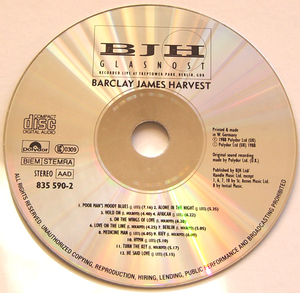 BJH
GLASNOST
RECORDED LIVE AT TREPTOWER PARK, BERLIN, GDR
BARCLAY JAMES HARVEST
COMPACT
disc
DIGITAL AUDIO
Polydor
0309
BIEM STEMRA
STEREO AAD
835 590-2
Printed & made
in W. Germany
1988 Polydor Ltd (UK)
1988
Polydor Ltd (UK)
Original sound recording
made by Polydor Ltd. (U.K.)
Published by BJH Ltd/
Handle Music Ltd. except
1. POOR MAN'S MOODY BLUES 2. ALONE IN THE NIGHT
3. HOLD ON 4. AFRICAN
5. ON THE WINGS OF LOVE
6. LOVE ON THE LINE 7. BERLIN
8. MEDICINE MAN 9. KIEV
10. HYMN
11. TURN THE KEY
12. HE SAID LOVE
ALL RIGHTS RESERVED. UNAUTHORIZED COPYING, REPRODUCTION, HIRING, LENDING, PUBLIC PERFORMANCE AND BROADCASTING PROHIBITED